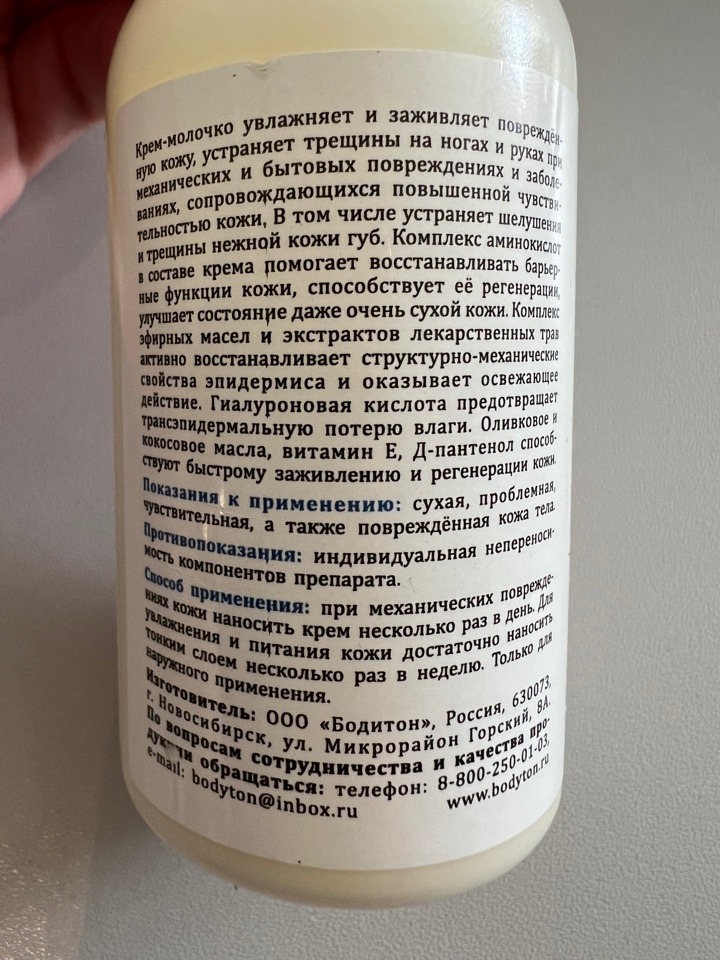 Крем-молочко увлажняет и заживляет повреждён-
ную кожу, устраняет трещины на ногах и руках при
механических и бытовых повреждениях и заболе-
ваниях, сопровождающихся повышенной чувстви-
тельностью кожи, В том числе устраняет шелушения
и трещины нежной кожи губ. Комплекс аминокислот
в составе крема помогает восстанавливать барьер-
ные функции кожи, способствует её регенерации,
улучшает состояние даже очень сухой кожи. Комплекс
эфирных масел и экстрактов лекарственных трав
активно восстанавливает структурно-механические
свойства эпидермиса и оказывает освежающее
действие. Гиалуроновая кислота предотвращает
трансэпидермальную потерю влаги. Оливковое и
кокосовое масла, витамин Е, Д-пантенол способ-
ствуют быстрому заживлению и регенерации кожи.
Показания к применению: сухая, проблемная,
чувствительная, а также повреждённая кожа тела.
Противопоказания: индивидуальная непереноси-
мость компонентов препарата.
Способ применения: при механических поврежде-
ниях кожи наносить крем несколько раз в день. Для
увлажнения и питания кожи достаточно наносить
тонким слоем несколько раз в неделю. Только для
наружного применения.
Изготовитель: ООО «Бодитон», Россия, 630073,
г. Новосибирск, ул. Микрорайон Горский, 8А.
По вопросам сотрудничества и качества про-
дукции обращаться: телефон: 8-800-250-01-03,
e-mail: bodyton@inbox.ru www.bodyton.ru